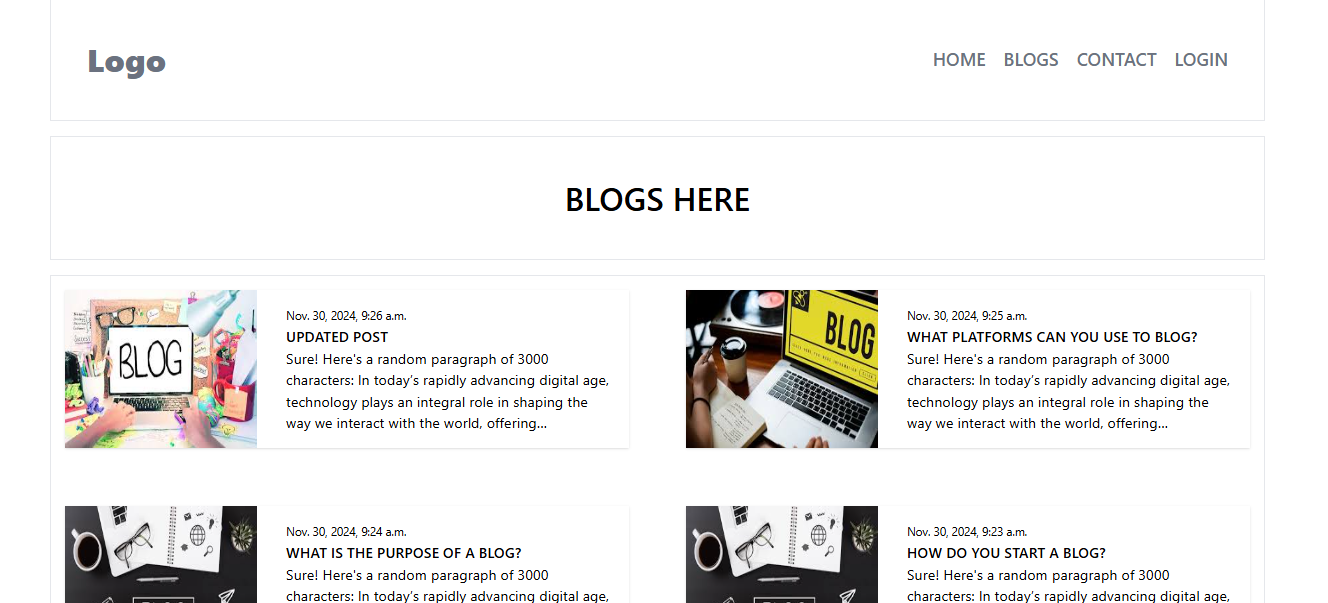 Logo
HOME BLOGS CONTACT LOGIN
BLOGS HERE
BLOG
Nov. 30, 2024, 9:26 a.m.
UPDATED POST
Sure! Here's a random paragraph of 3000
characters: In today’s rapidly advancing digital age,
technology plays an integral role in shaping the
way we interact with the world, offering...
BLOG
Nov. 30, 2024, 9:25 a.m.
WHAT PLATFORMS CAN YOU USE TO BLOG?
Sure! Here's a random paragraph of 3000
characters: In today’s rapidly advancing digital age,
technology plays an integral role in shaping the
way we interact with the world, offering...
Nov. 30, 2024, 9:24 a.m.
WHAT IS THE PURPOSE OF A BLOG?
Sure! Here's a random paragraph of 3000
characters: In today’s rapidly advancing digital age,
Nov. 30, 2024, 9:23 a.m.
HOW DO YOU START A BLOG?
Sure! Here's a random paragraph of 3000
characters: In today’s rapidly advancing digital age,